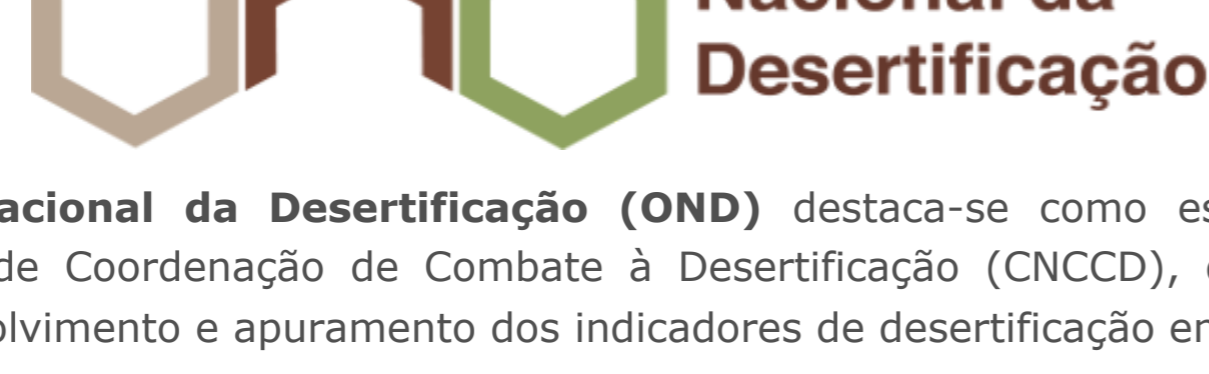 Nacional da
Desertificação
acional da Desertificação (OND) destaca-se como es
de Coordenação de Combate à Desertificação (CNCCD),
olvimento e apuramento dos indicadores de desertificação